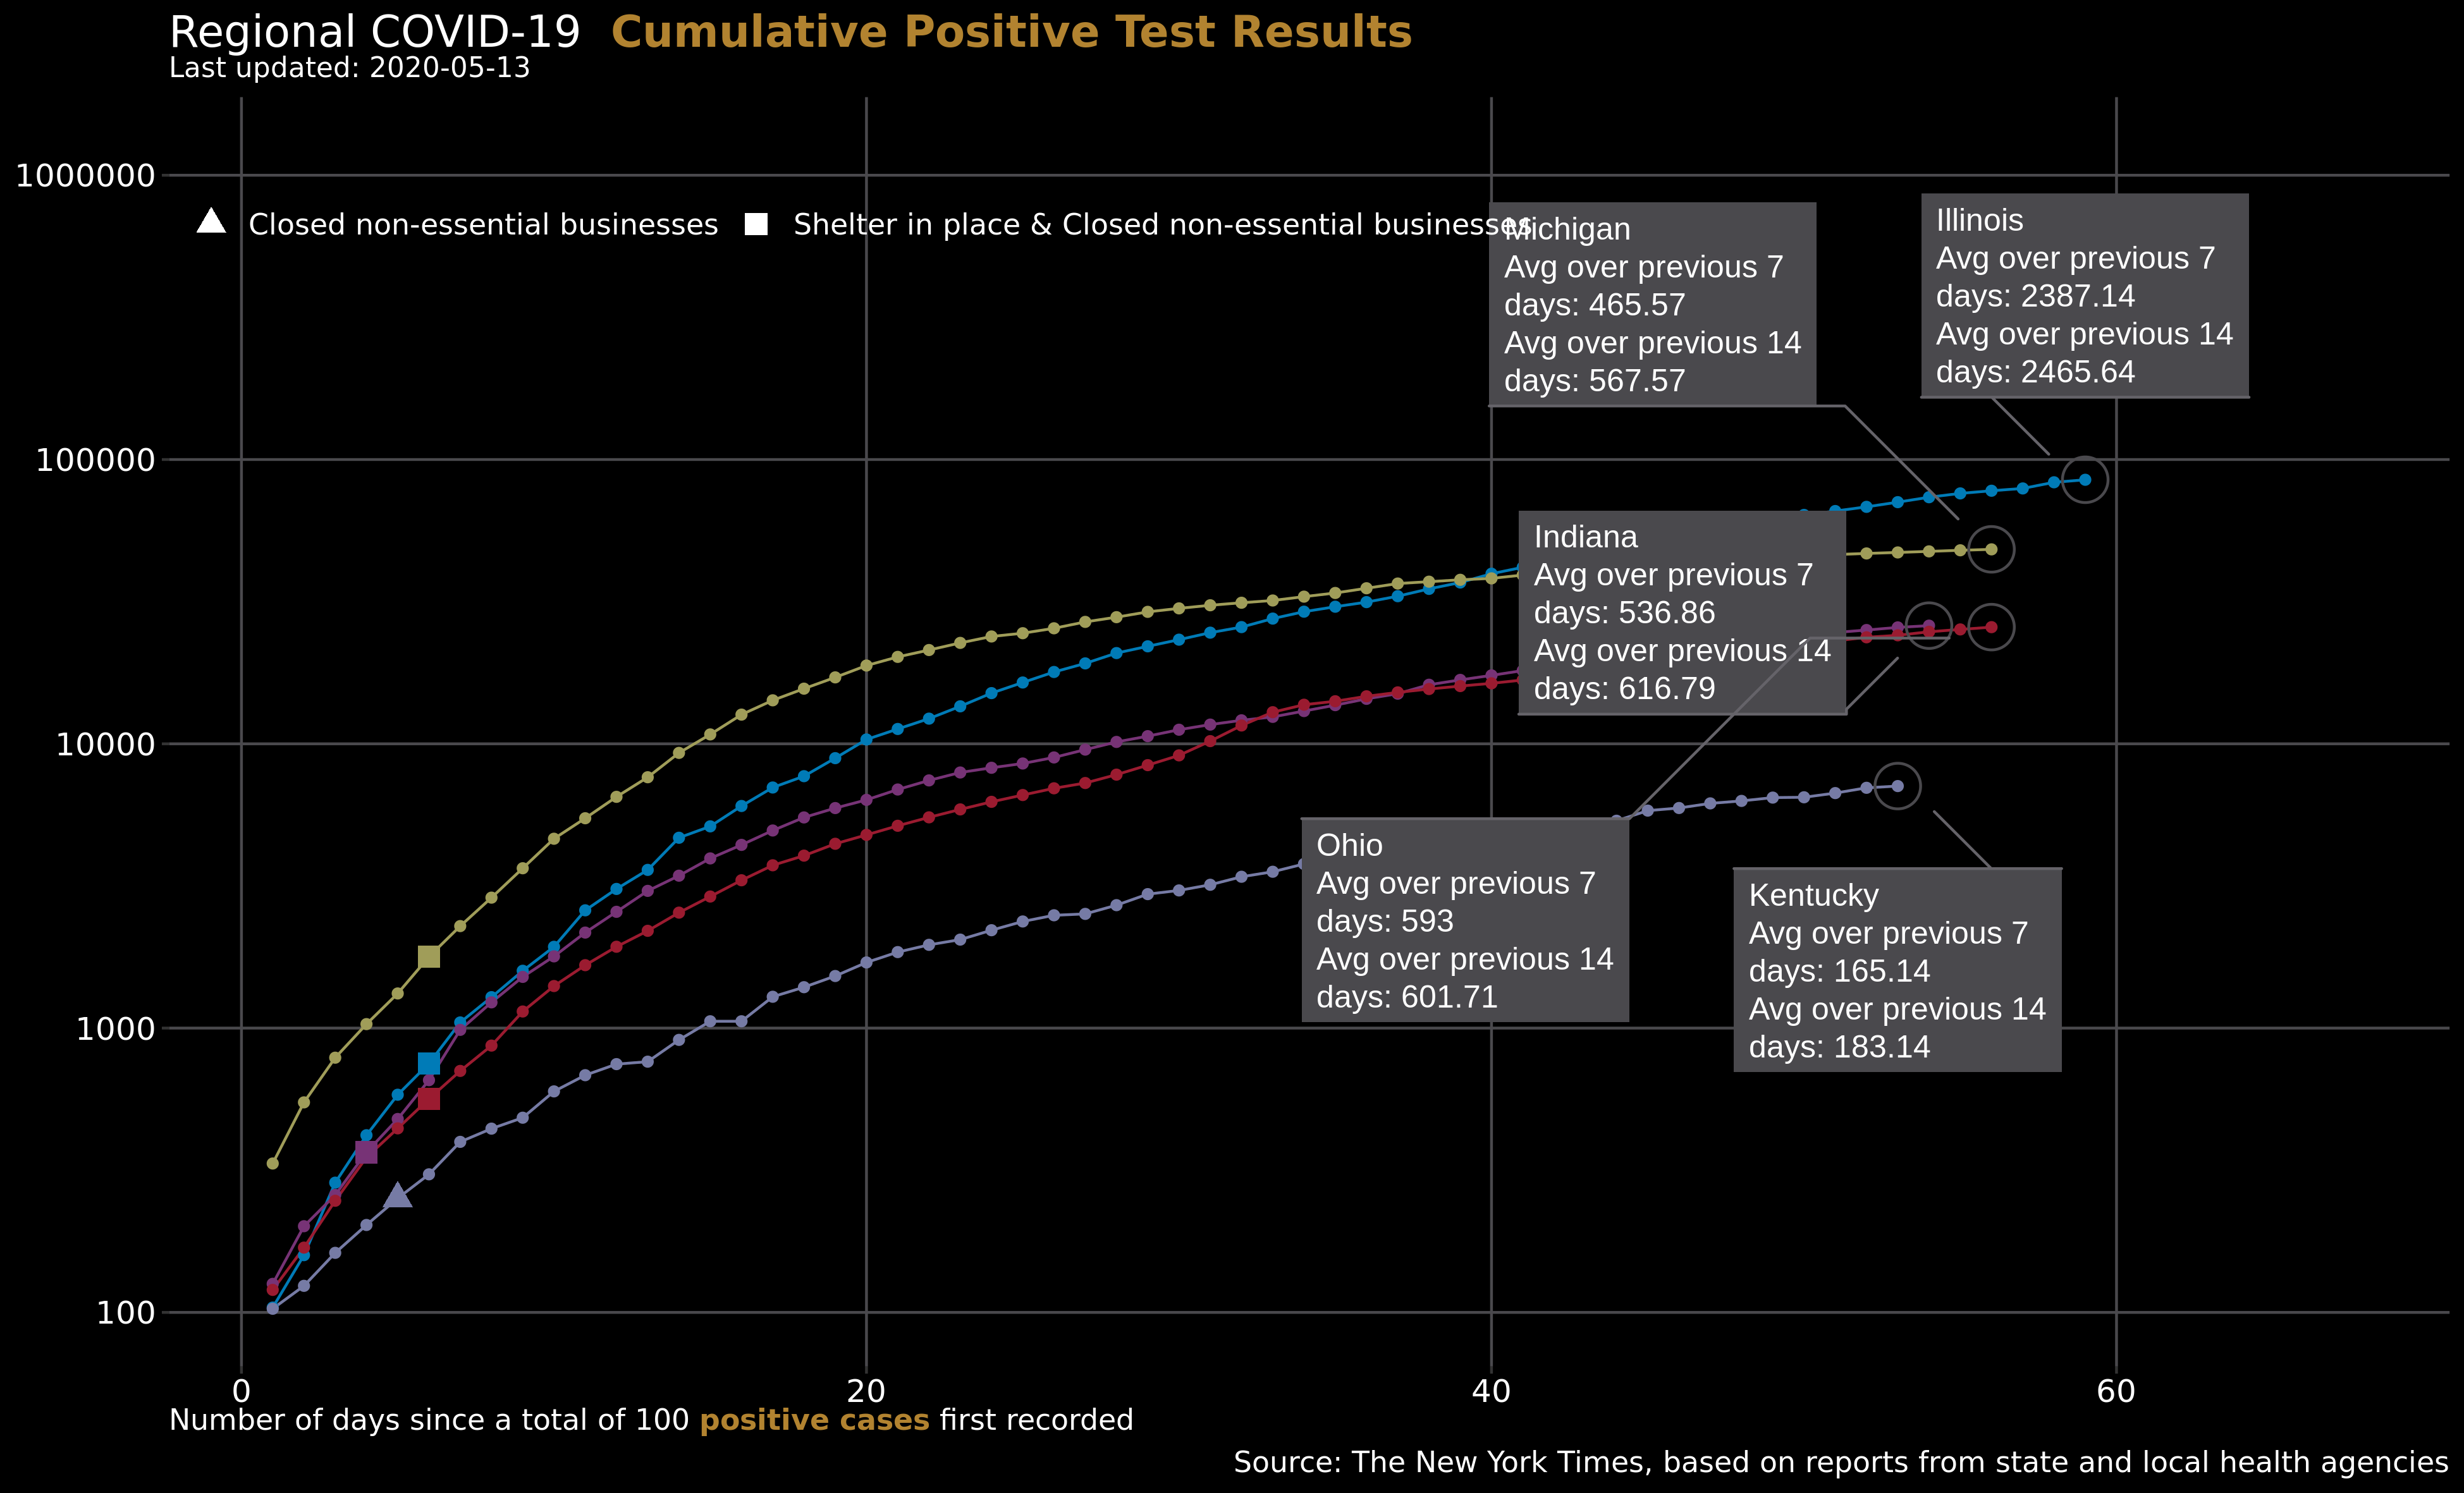 Regional COVID-19 Cumulative Positive Test Results
Last updated: 2020-05-13
1000000
100000
10000
1000
100
Closed non-essential businesses
Shelter in place & Closed non-essential businesses
Michigan
Avg over previous 7
days: 465.57
Avg over previous 14
days: 567.57
Illinois
Avg over previous 7
days: 2387.14
Avg over previous 14
days: 2465.64
Indiana
Avg over previous 7
days: 536.86
Avg over previous 14
days: 616.79
Ohio
Avg over previous 7
days: 593
Avg over previous 14
days: 601.71
Kentucky
Avg over previous 7
days: 165.14
Avg over previous 14
days: 183.14
0 20 40 60
Number of days since a total of 100 positive cases first recorded
Source: The New York Times, based on reports from state and local health agencies